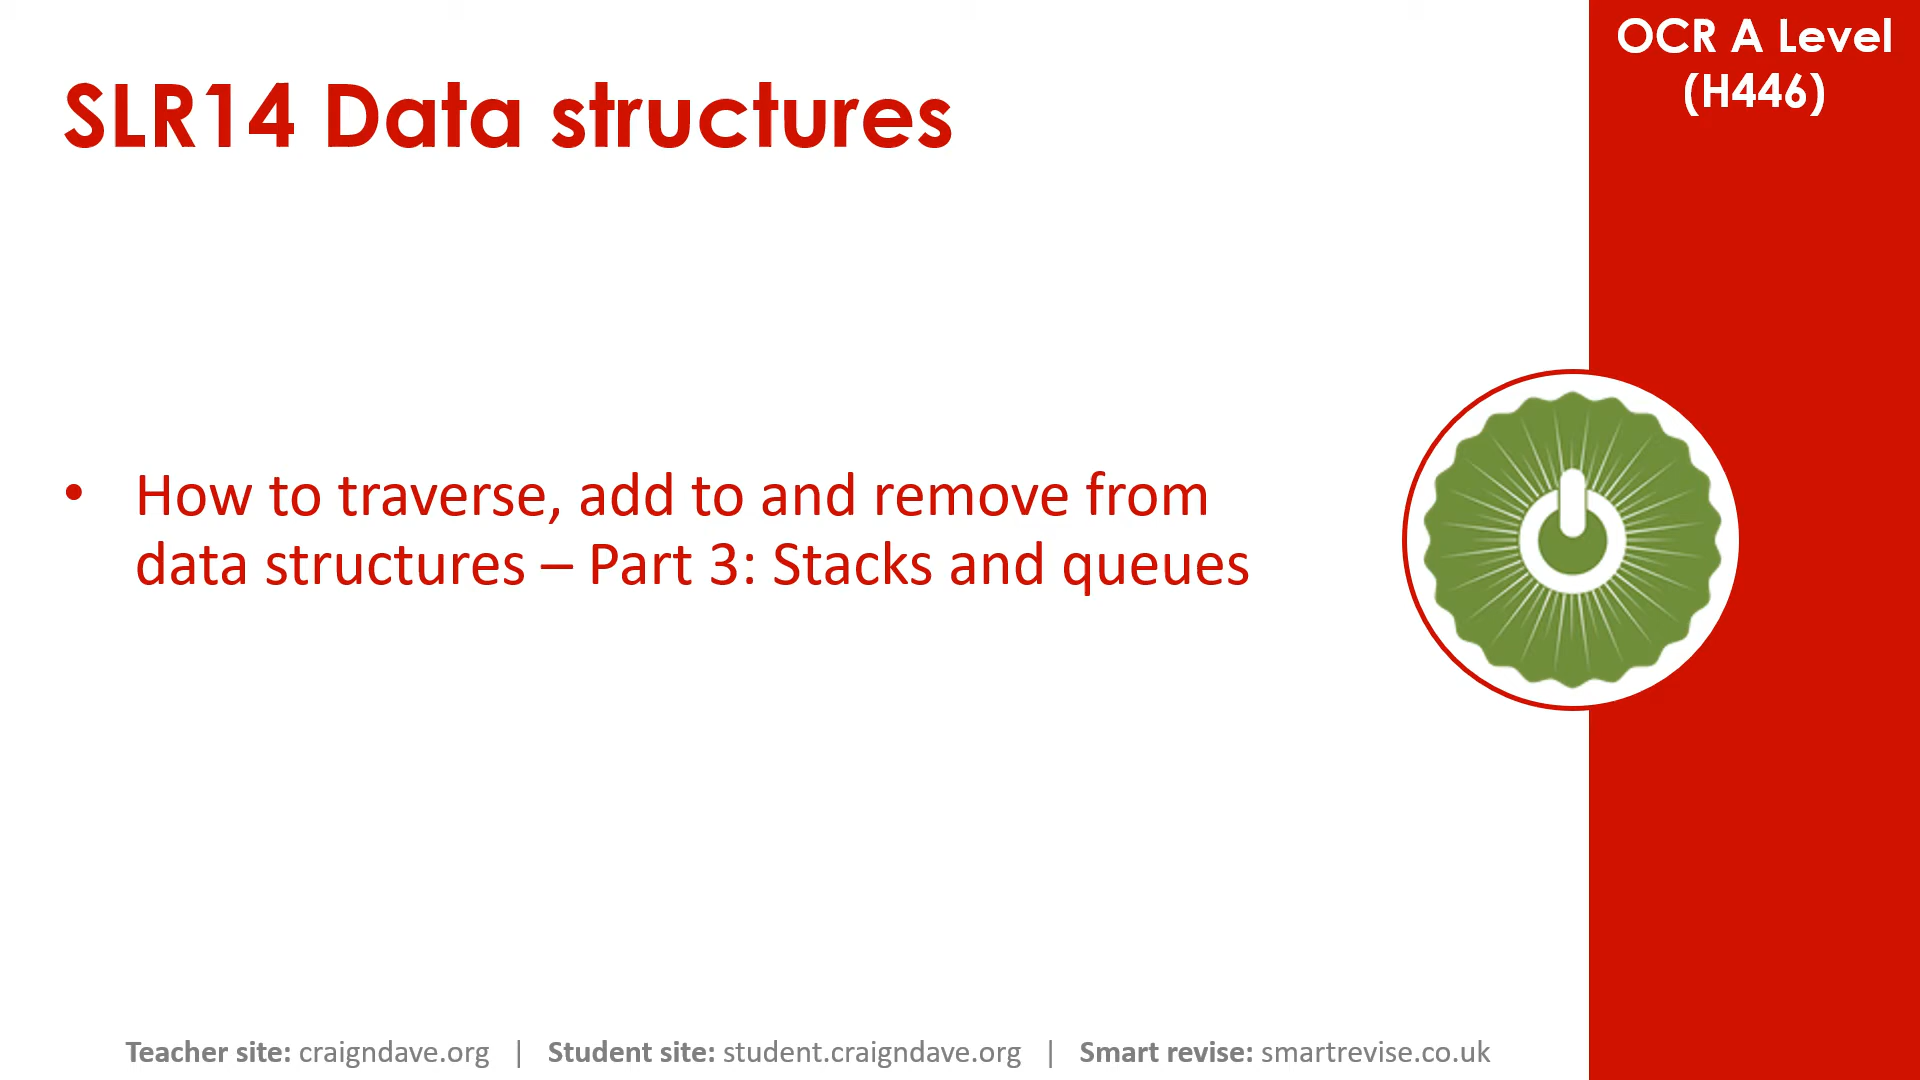 OCR A Level
(H446)
SLR14 Data structures
• How to traverse, add to and remove from
data structures – Part 3: Stacks and queues
Teacher site: craigndave.org | Student site: student.craigndave.org | Smart revise: smartrevise.co.uk